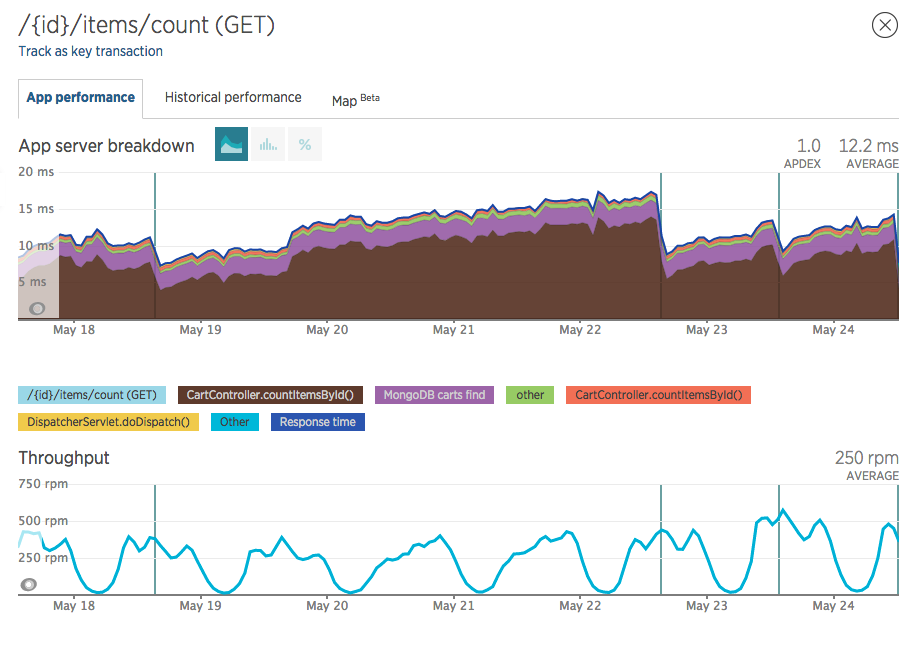 /{id}/items/count (GET)
Track as key transaction
App performance Historical performance Map Beta
App server breakdown % 1.0 12.2 ms
APDEX AVERAGE
20 ms
15 ms
10 ms
5 ms
May 18 May 19 May 20 May 21 May 22 May 23 May 24
/{id}/items/count (GET) CartController.countItemsById() MongoDB carts find other CartController.countItemsById()
DispatcherServlet.doDispatch() Other Response time
Throughput 250 rpm
AVERAGE
750 rpm
500 rpm
250 rpm
May 18 May 19 May 20 May 21 May 22 May 23 May 24